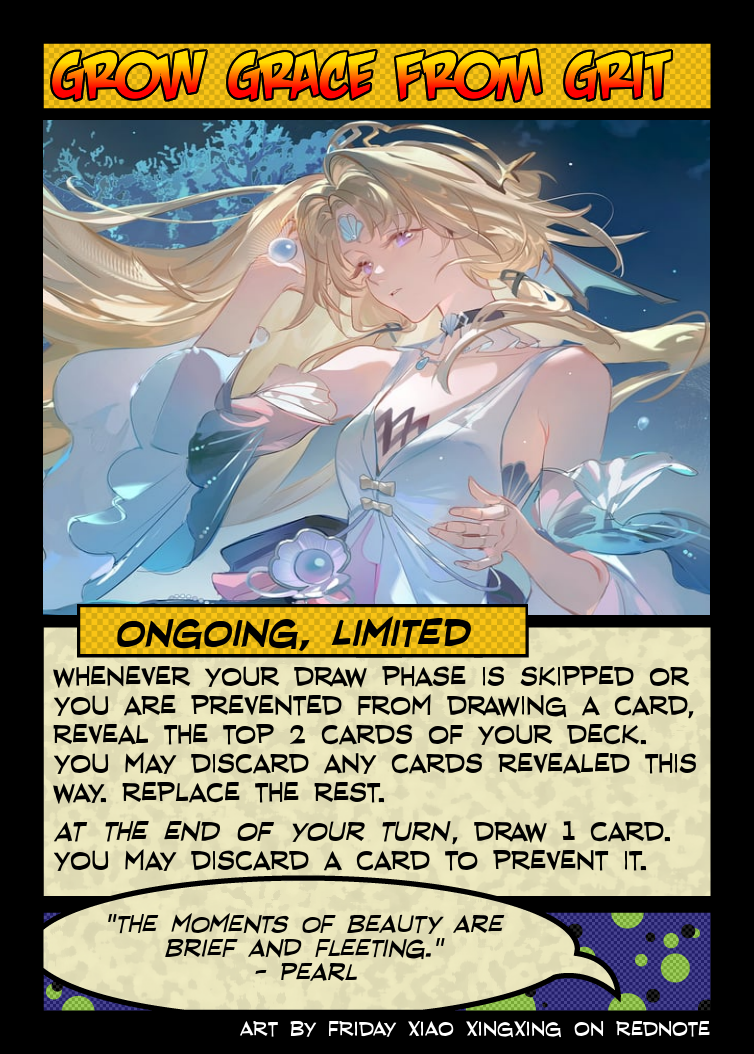 GROW GRACE FROM GRIT
ONGOING, LIMITED
WHENEVER YOUR DRAW PHASE IS SKIPPED OR
YOU ARE PREVENTED FROM DRAWING A CARD,
REVEAL THE TOP 2 CARDS OF YOUR DECK.
YOU MAY DISCARD ANY CARDS REVEALED THIS
WAY. REPLACE THE REST.
AT THE END OF YOUR TURN, DRAW 1 CARD.
YOU MAY DISCARD A CARD TO PREVENT IT.
"THE MOMENTS OF BEAUTY ARE
BRIEF AND FLEETING."
- PEARL
ART BY FRIDAY XIAO XINGXING ON REDNOTE